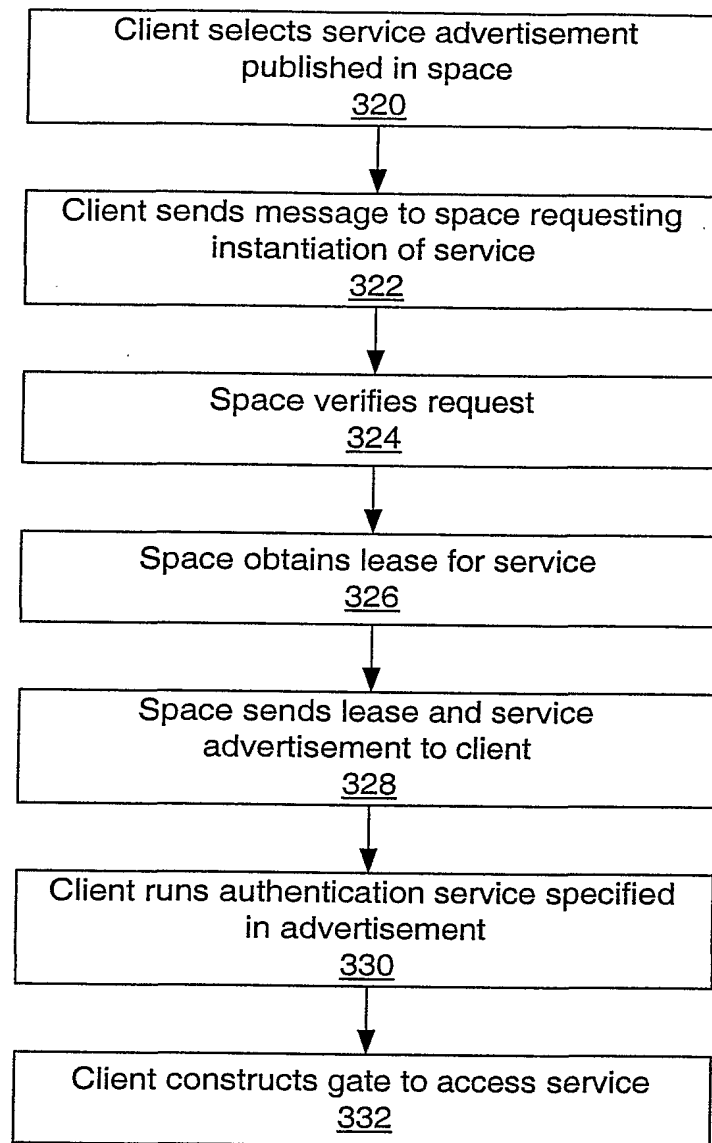 Client selects service advertisement
published in space
320
Client sends message to space requesting
instantiation of service
322
Space verifies request
324
Space obtains lease for service
326
Space sends lease and service
advertisement to client
328
Client runs authentication service specified
in advertisement
330
Client constructs gate to access service
332